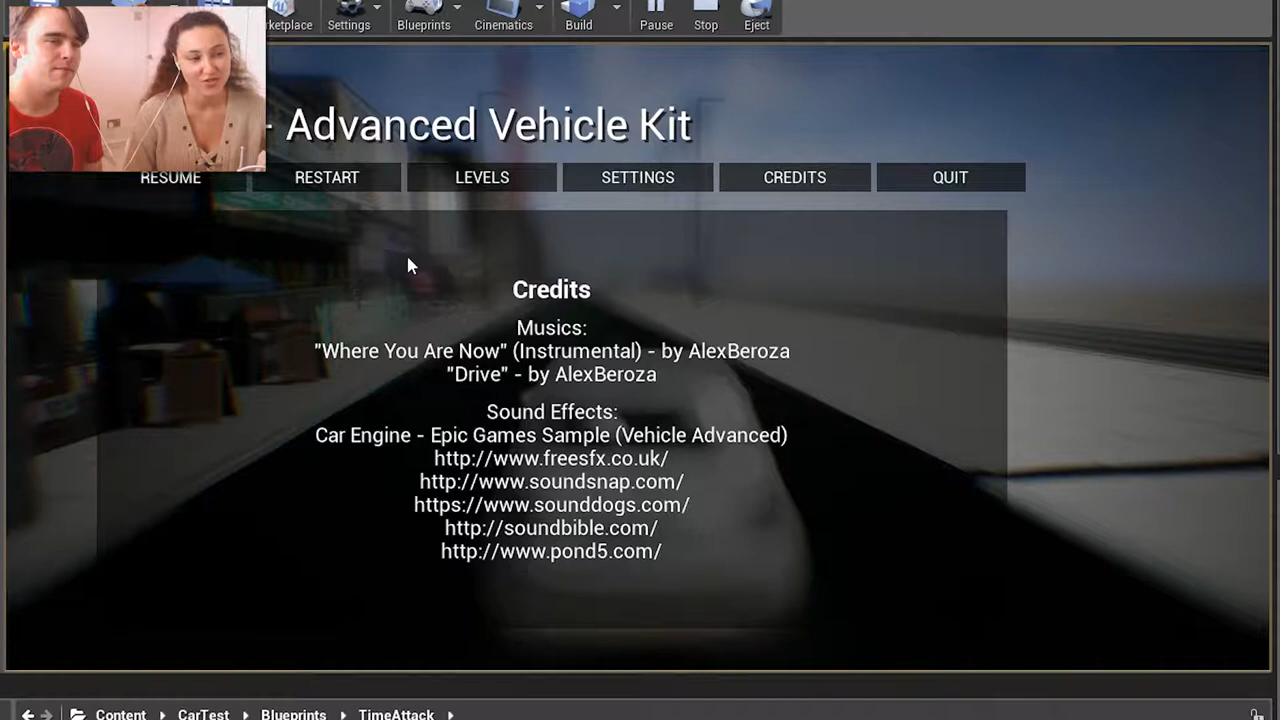 rketplace Settings Blueprints Cinematics Build Pause Stop Eject
- Advanced Vehicle Kit
RESUME RESTART LEVELS SETTINGS CREDITS QUIT
Credits
Musics:
"Where You Are Now" (Instrumental) - by AlexBeroza
"Drive" - by AlexBeroza
Sound Effects:
Car Engine - Epic Games Sample (Vehicle Advanced)
http://www.freesfx.co.uk/
http://www.soundsnap.com/
https://www.sounddogs.com/
http://soundbible.com/
http://www.pond5.com/
Content CarTest Blueprints TimeAttack